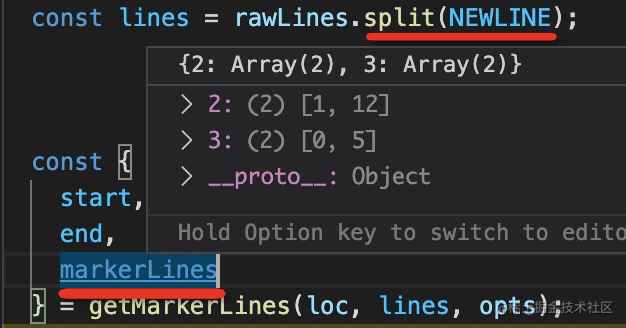 const lines = rawLines.split(NEWLINE);
{2: Array(2), 3: Array(2)}
> 2: (2) [1, 12]
> 3: (2) [0, 5]
> __proto__: Object
Hold Option key to switch to edito
const {
start,
end,
markerLines
} = getMarkerLines(loc, lines, opts);
@稀土掘金技术社区